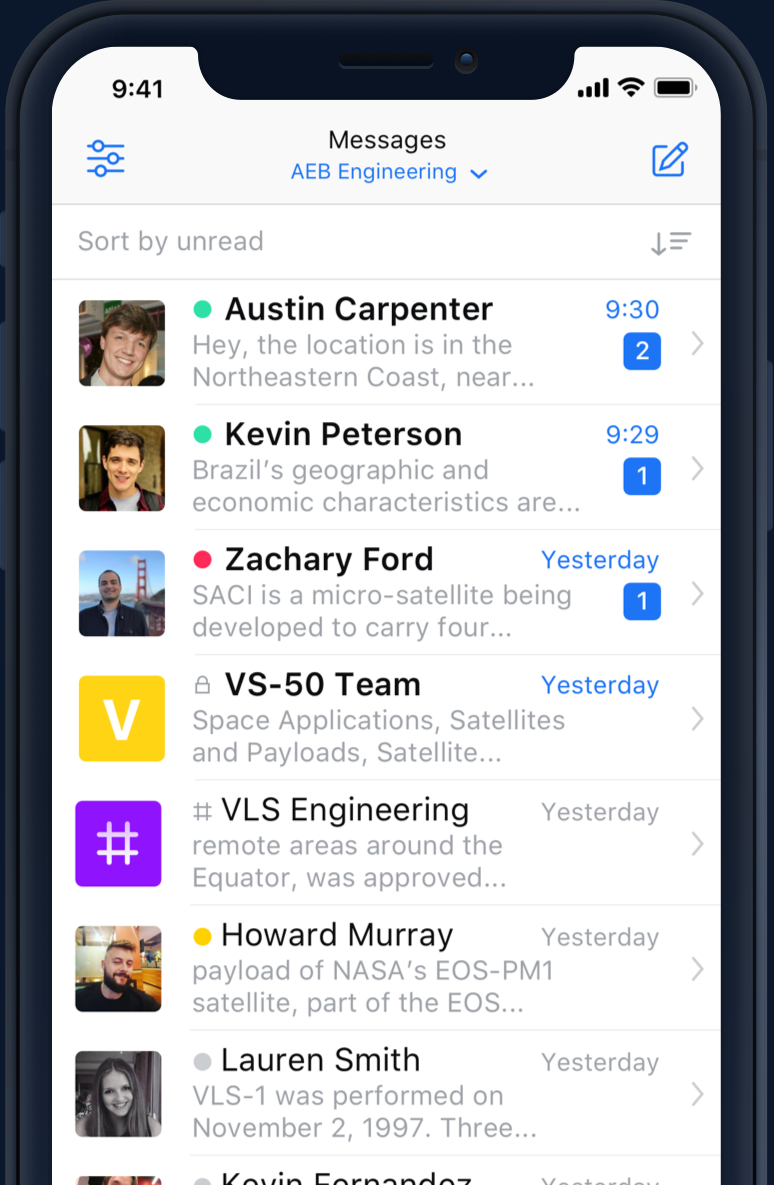 9:41
Messages
AEB Engineering
Sort by unread
Austin Carpenter 9:30
Hey, the location is in the 2
Northeastern Coast, near...
Kevin Peterson 9:29
Brazil’s geographic and 1
economic characteristics are...
Zachary Ford Yesterday
SACI is a micro-satellite being 1
developed to carry four...
V VS-50 Team Yesterday
Space Applications, Satellites
and Payloads, Satellite...
# VLS Engineering Yesterday
remote areas around the
Equator, was approved...
Howard Murray Yesterday
payload of NASA’s EOS-PM1
satellite, part of the EOS...
Lauren Smith Yesterday
VLS-1 was performed on
November 2, 1997. Three...
Kevin Fernandez Yesterday